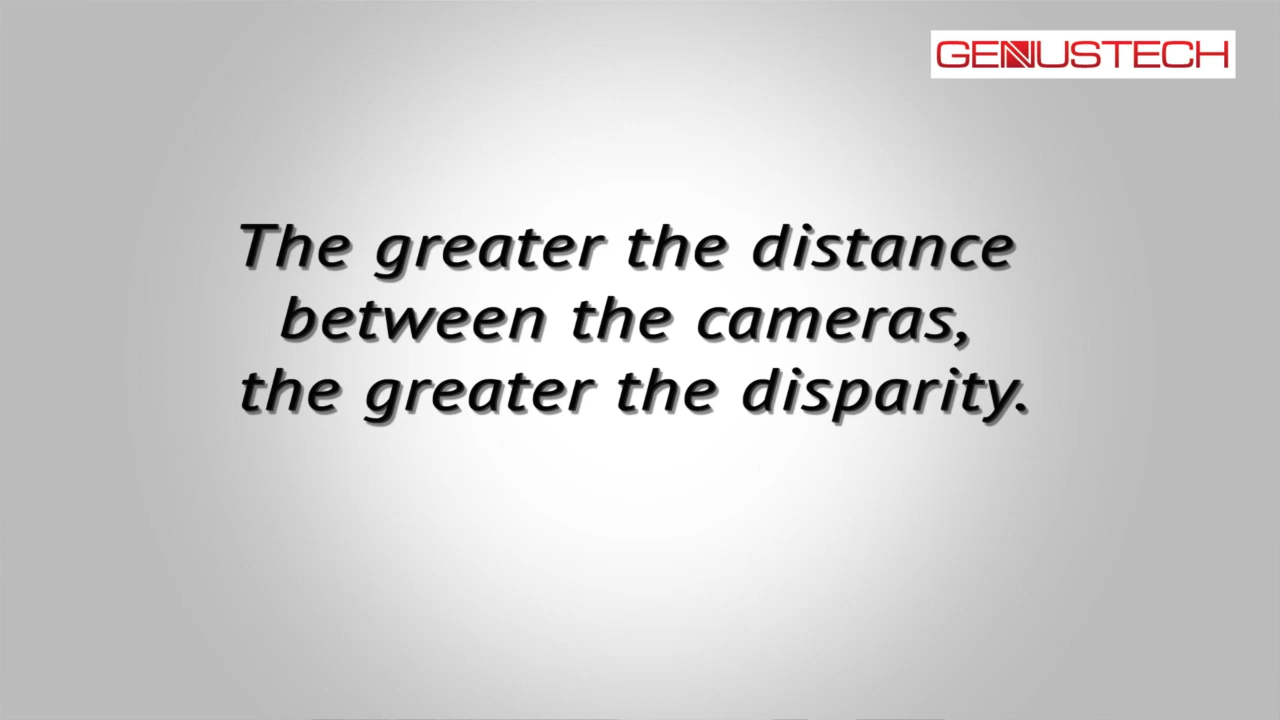 GENUSTECH
The greater the distance
between the cameras,
the greater the disparity.